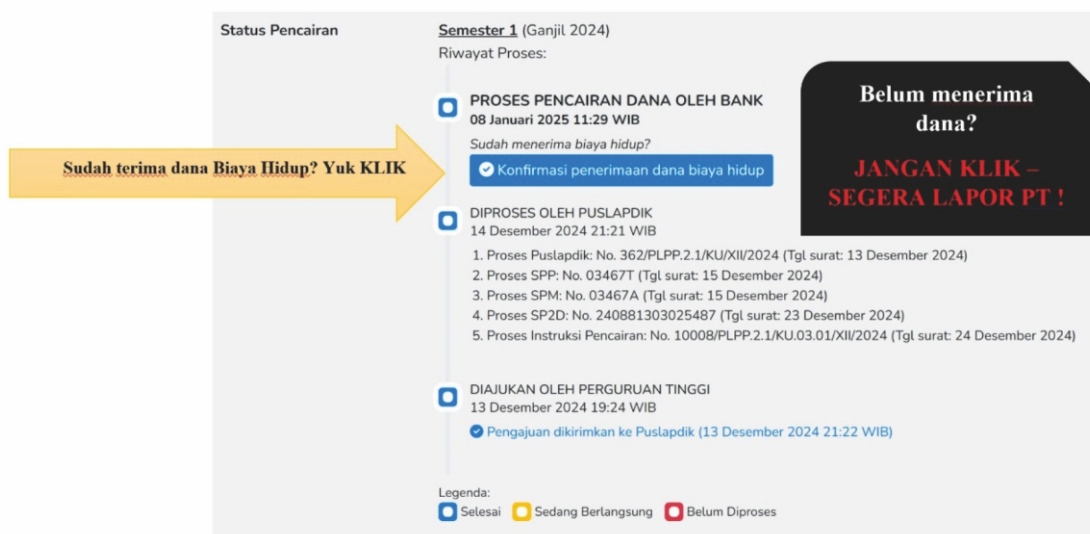 Status Pencairan
Semester 1 (Ganjil 2024)
Riwayat Proses:
PROSES PENCAIRAN DANA OLEH BANK
08 Januari 2025 11:29 WIB
Sudah menerima biaya hidup?
Konfirmasi penerimaan dana biaya hidup
Sudah terima dana Biaya Hidup? Yuk KLIK
Belum menerima
dana?
JANGAN KLIK –
SEGERA LAPOR PT !
DIPROSES OLEH PUSLAPDIK
14 Desember 2024 21:21 WIB
1. Proses Puslapdik: No. 362/PLPP.2.1/KU/XII/2024 (Tgl surat: 13 Desember 2024)
2. Proses SPP: No. 03467T (Tgl surat: 15 Desember 2024)
3. Proses SPM: No. 03467A (Tgl surat: 15 Desember 2024)
4. Proses SP2D: No. 240881303025487 (Tgl surat: 23 Desember 2024)
5. Proses Instruksi Pencairan: No. 10008/PLPP.2.1/KU.03.01/XII/2024 (Tgl surat: 24 Desember 2024)
DIAJUKAN OLEH PERGURUAN TINGGI
13 Desember 2024 19:24 WIB
Pengajuan dikirimkan ke Puslapdik (13 Desember 2024 21:22 WIB)
Legenda:
Selesai Sedang Berlangsung Belum Diproses